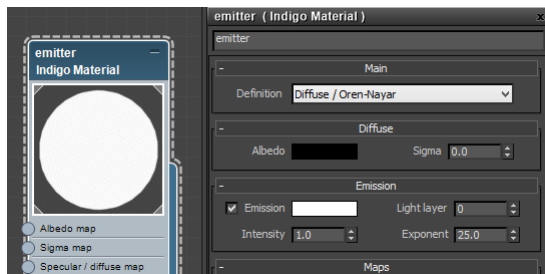 emitter
Indigo Material
Albedo map
Sigma map
Specular / diffuse map
emitter ( Indigo Material ) x
emitter
- Main
Definition Diffuse / Oren-Nayar
- Diffuse
Albedo Sigma 0.0
- Emission
Emission Light layer 0
Intensity 1.0 Exponent 25.0
- Maps